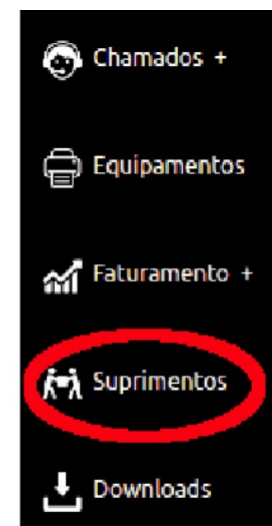 Chamados +
Equipamentos
Faturamento +
Suprimentos
Downloads